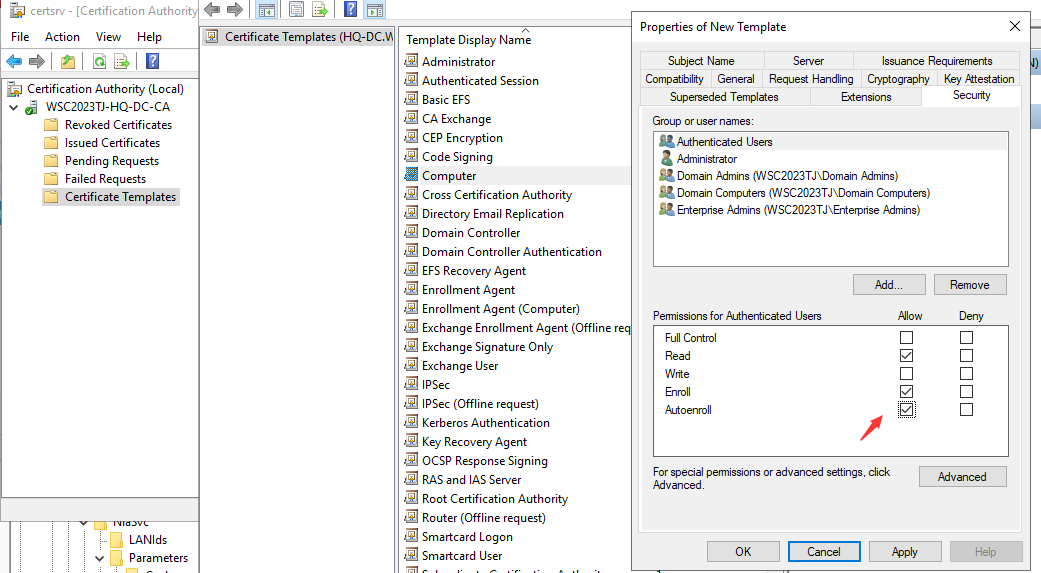 certsrv - [Certification Authority
File Action View Help
Certification Authority (Local)
WSC2023TJ-HQ-DC-CA
Revoked Certificates
Issued Certificates
Pending Requests
Failed Requests
Certificate Templates
LANIds
Parameters
Certificate Templates (HQ-DC.W
Template Display Name
Administrator
Authenticated Session
Basic EFS
CA Exchange
CEP Encryption
Code Signing
Computer
Cross Certification Authority
Directory Email Replication
Domain Controller
Domain Controller Authentication
EFS Recovery Agent
Enrollment Agent
Enrollment Agent (Computer)
Exchange Enrollment Agent (Offline req
Exchange Signature Only
Exchange User
IPSec
IPSec (Offline request)
Kerberos Authentication
Key Recovery Agent
OCSP Response Signing
RAS and IAS Server
Root Certification Authority
Router (Offline request)
Smartcard Logon
Smartcard User
Properties of New Template
Subject Name Server Issuance Requirements
Compatibility General Request Handling Cryptography Key Attestation
Superseded Templates Extensions Security
Group or user names:
Authenticated Users
Administrator
Domain Admins (WSC2023TJ\Domain Admins)
Domain Computers (WSC2023TJ\Domain Computers)
Enterprise Admins (WSC2023TJ\Enterprise Admins)
Add... Remove
Permissions for Authenticated Users Allow Deny
Full Control
Read
Write
Enroll
Autoenroll
For special permissions or advanced settings, click
Advanced.
Advanced
OK Cancel Apply Help